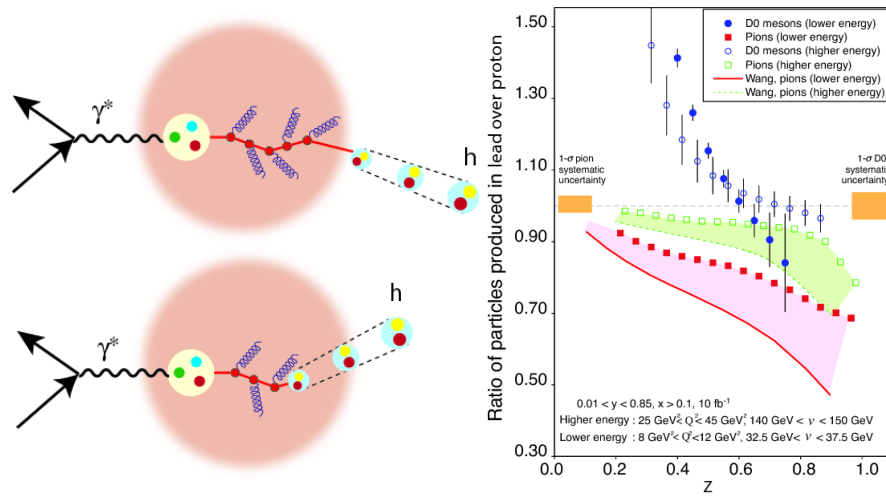 γ*
h
γ*
h
Ratio of particles produced in lead over proton
1.50
1.30
1.10
0.90
0.70
0.50
0.30
D0 mesons (lower energy)
Pions (lower energy)
D0 mesons (higher energy)
Pions (higher energy)
Wang, pions (lower energy)
Wang, pions (higher energy)
1-σ pion
systematic
uncertainty
1-σ D0
systematic
uncertainty
0.01 < y < 0.85, x > 0.1, 10 fb⁻¹
Higher energy : 25 GeV²< Q² < 45 GeV², 140 GeV < ν < 150 GeV
Lower energy : 8 GeV²< Q² <12 GeV², 32.5 GeV< ν < 37.5 GeV
0.0 0.2 0.4 0.6 0.8 1.0
Z